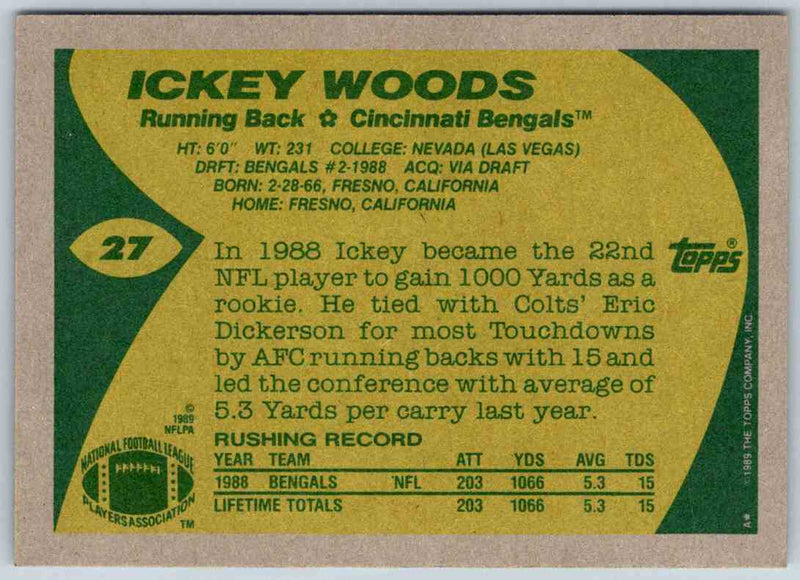 ICKEY WOODS
Running Back ✿ Cincinnati Bengals™
HT: 6'0" WT: 231 COLLEGE: NEVADA (LAS VEGAS)
DRFT: BENGALS #2-1988 ACQ: VIA DRAFT
BORN: 2-28-66, FRESNO, CALIFORNIA
HOME: FRESNO, CALIFORNIA
27
In 1988 Ickey became the 22nd
NFL player to gain 1000 Yards as a
rookie. He tied with Colts' Eric
Dickerson for most Touchdowns
by AFC running backs with 15 and
led the conference with average of
5.3 Yards per carry last year.
topps®
RUSHING RECORD
YEAR TEAM ATT YDS AVG TDS
1988 BENGALS 'NFL 203 1066 5.3 15
LIFETIME TOTALS 203 1066 5.3 15
©
1989
NFLPA
NATIONAL FOOTBALL LEAGUE
PLAYERS ASSOCIATION
TM
A* 1989 THE TOPPS COMPANY, INC.